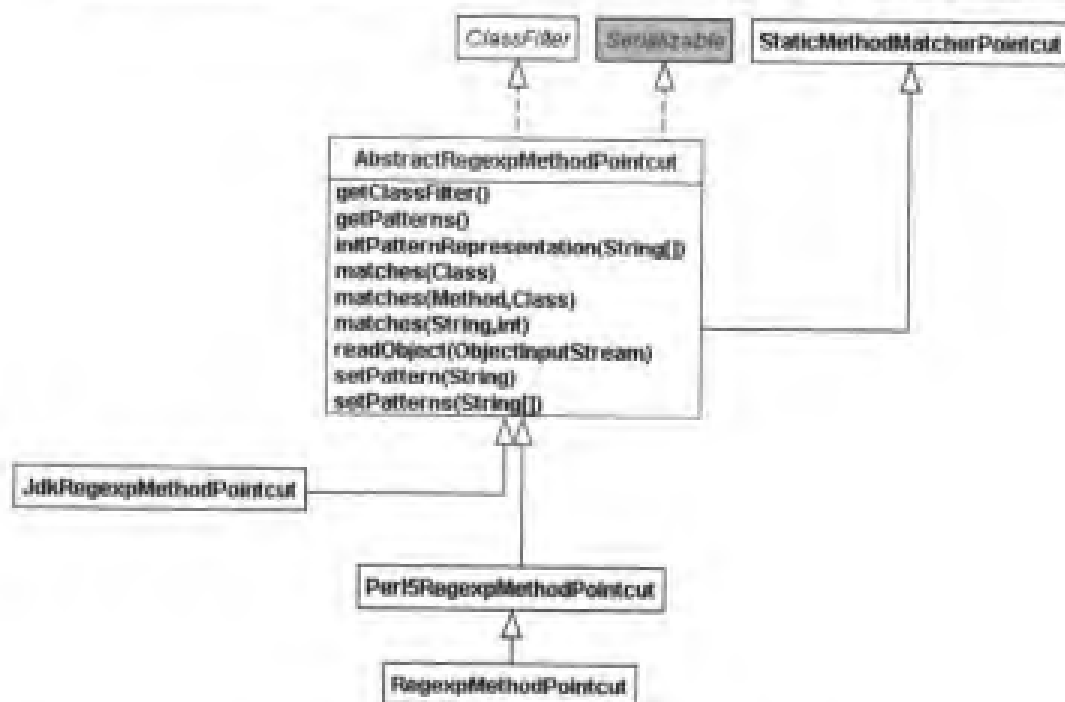 ClassFilter
Serializable
StaticMethodMatcherPointcut
AbstractRegexpMethodPointcut
getClassFilter()
getPatterns()
initPatternRepresentation(String[])
matches(Class)
matches(Method,Class)
matches(String,int)
readObject(ObjectInputStream)
setPattern(String)
setPatterns(String[])
JdkRegexpMethodPointcut
Perl5RegexpMethodPointcut
RegexpMethodPointcut